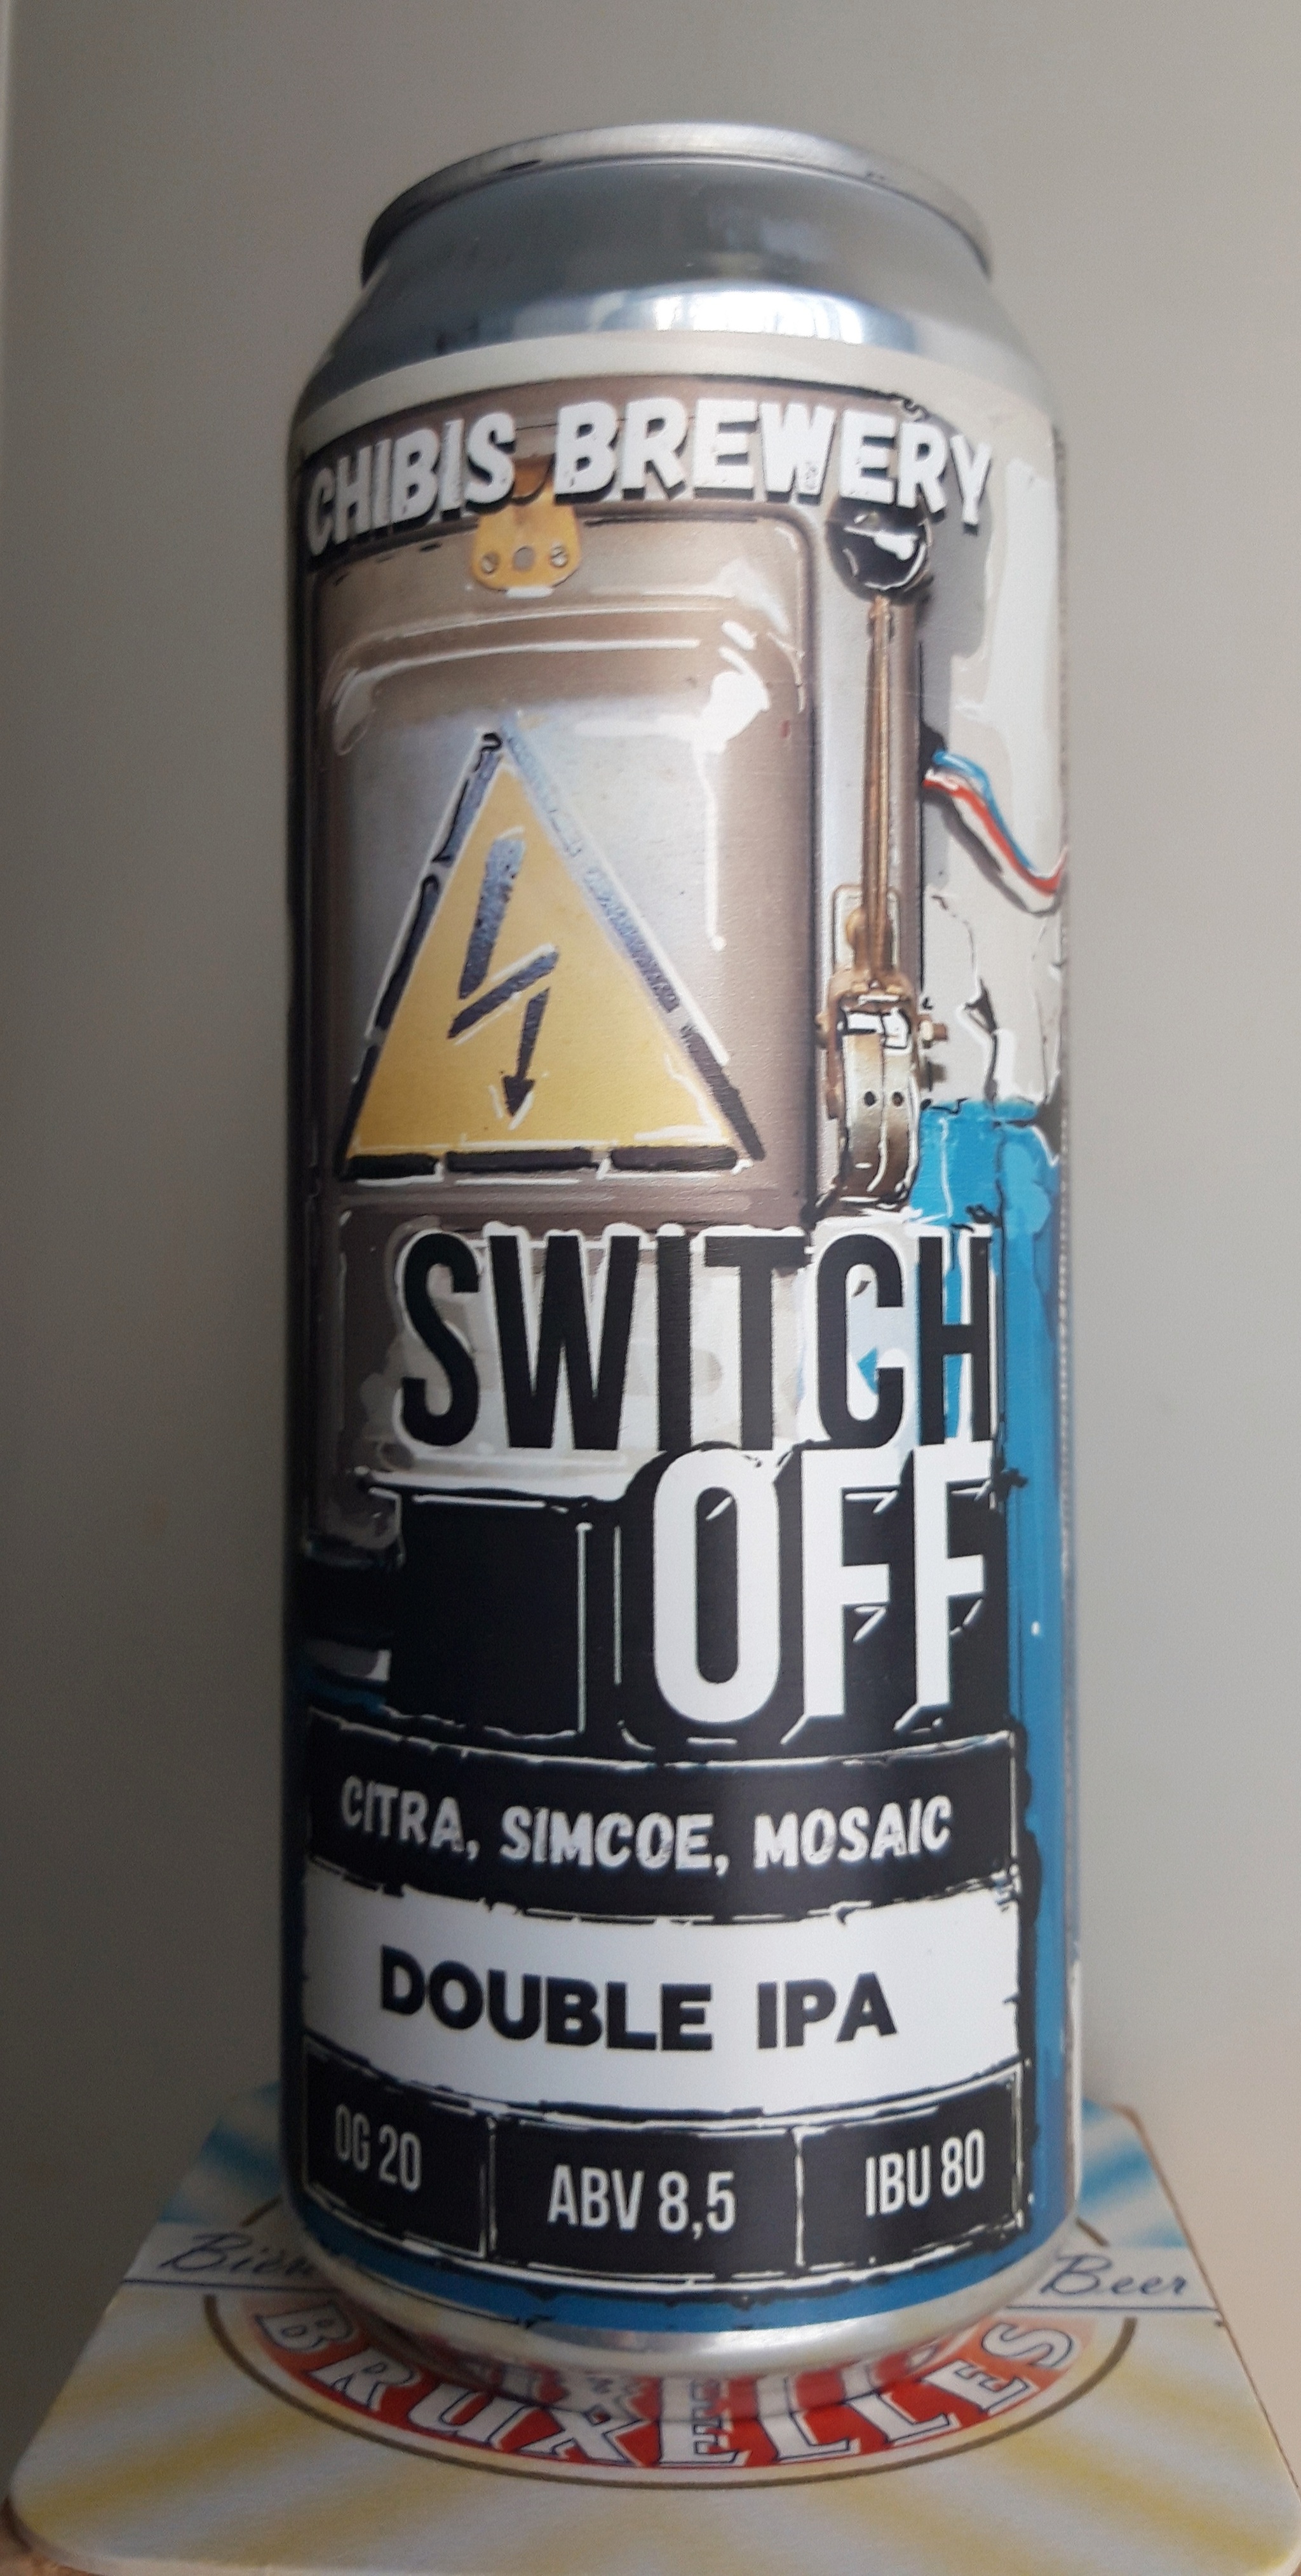 CHIBIS BREWERY
SWITCH
OFF
CITRA, SIMCOE, MOSAIC
DOUBLE IPA
OG 20
ABV 8,5
IBU 80
Beer
BRUXELLES